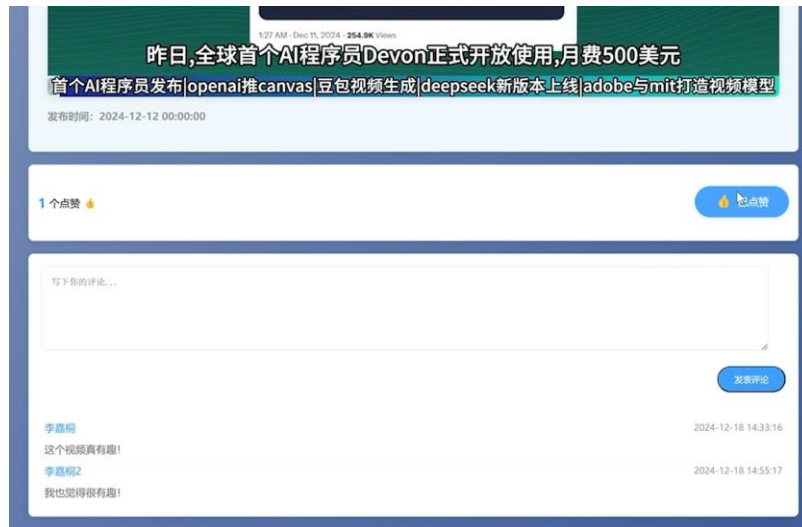 1:27 AM · Dec 11, 2024 · 254.9K Views
昨日,全球首个AI程序员Devon正式开放使用,月费500美元
首个AI程序员发布|openai推canvas|豆包视频生成|deepseek新版本上线|adobe与mit打造视频模型
发布时间：2024-12-12 00:00:00
1 个点赞 👍
👍 已点赞
写下你的评论...
发表评论
李嘉桐 2024-12-18 14:33:16
这个视频真有趣!
李嘉桐2 2024-12-18 14:55:17
我也觉得很有趣!